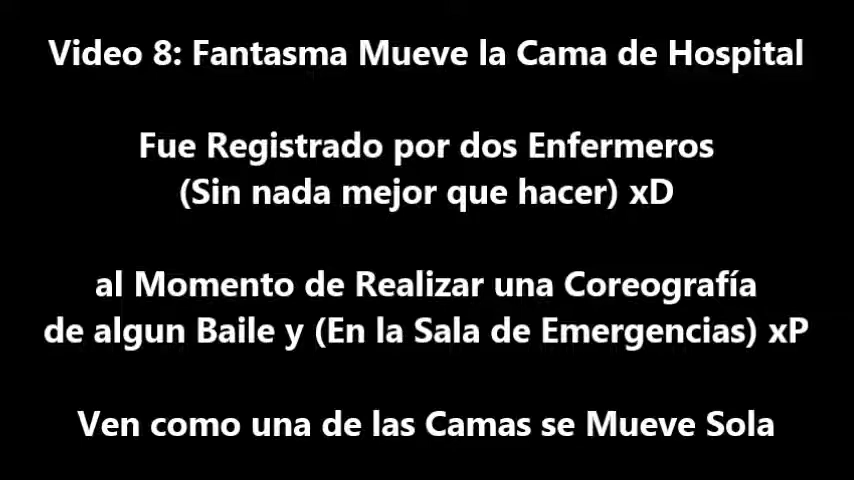 Video 8: Fantasma Mueve la Cama de Hospital
Fue Registrado por dos Enfermeros
(Sin nada mejor que hacer) xD
al Momento de Realizar una Coreografía
de algun Baile y (En la Sala de Emergencias) xP
Ven como una de las Camas se Mueve Sola